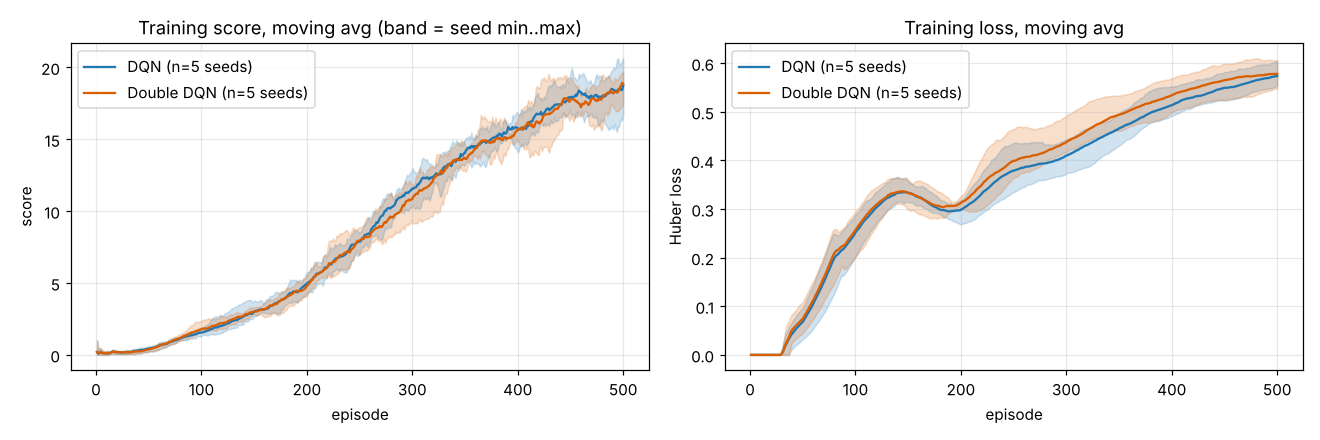 Training score, moving avg (band = seed min..max)
DQN (n=5 seeds)
Double DQN (n=5 seeds)
score
20
15
10
5
0
0 100 200 300 400 500
episode
Training loss, moving avg
DQN (n=5 seeds)
Double DQN (n=5 seeds)
Huber loss
0.6
0.5
0.4
0.3
0.2
0.1
0.0
0 100 200 300 400 500
episode